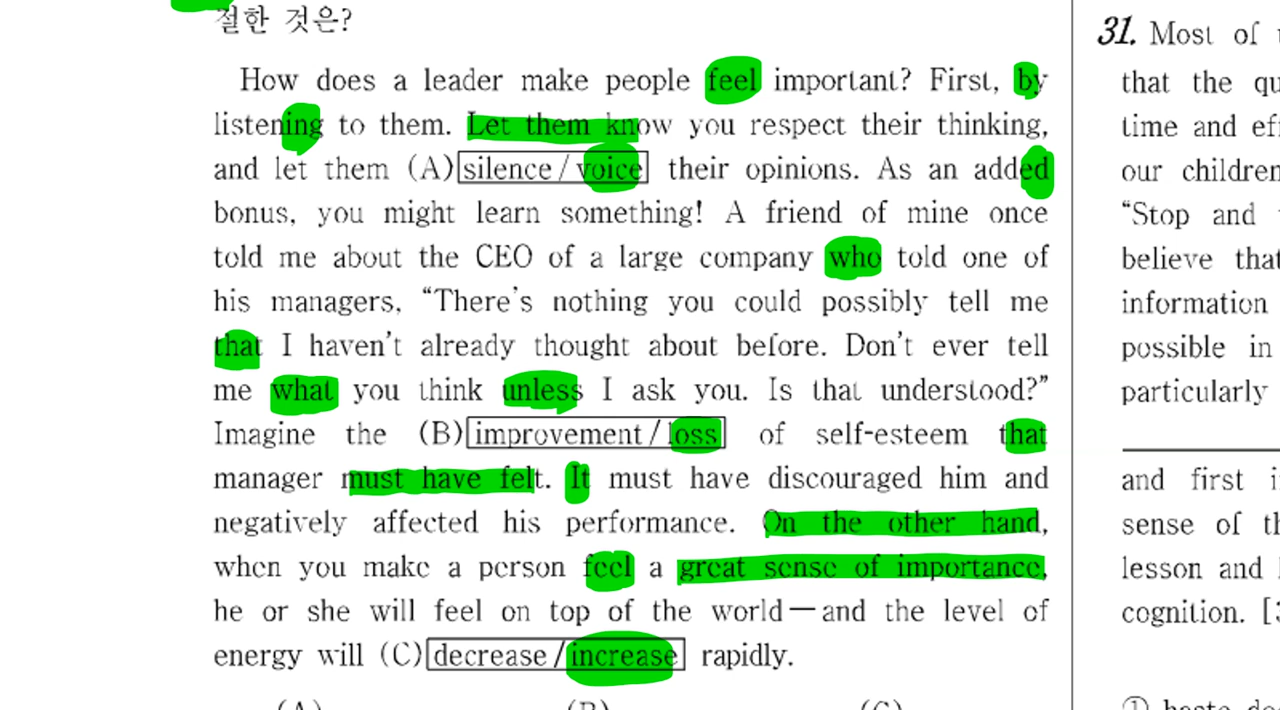 절한 것은?
How does a leader make people feel important? First, by
listening to them. Let them know you respect their thinking,
and let them (A) silence / voice their opinions. As an added
bonus, you might learn something! A friend of mine once
told me about the CEO of a large company who told one of
his managers, “There's nothing you could possibly tell me
that I haven't already thought about before. Don't ever tell
me what you think unless I ask you. Is that understood?”
Imagine the (B) improvement / loss of self-esteem that
manager must have felt. It must have discouraged him and
negatively affected his performance. On the other hand,
when you make a person feel a great sense of importance,
he or she will feel on top of the world—and the level of
energy will (C) decrease / increase rapidly.
(A) (B) (C)
31. Most of
that the
time and
our children
“Stop and
believe that
information
possible in
particularly
and first
sense of
lesson and
cognition. [3
①